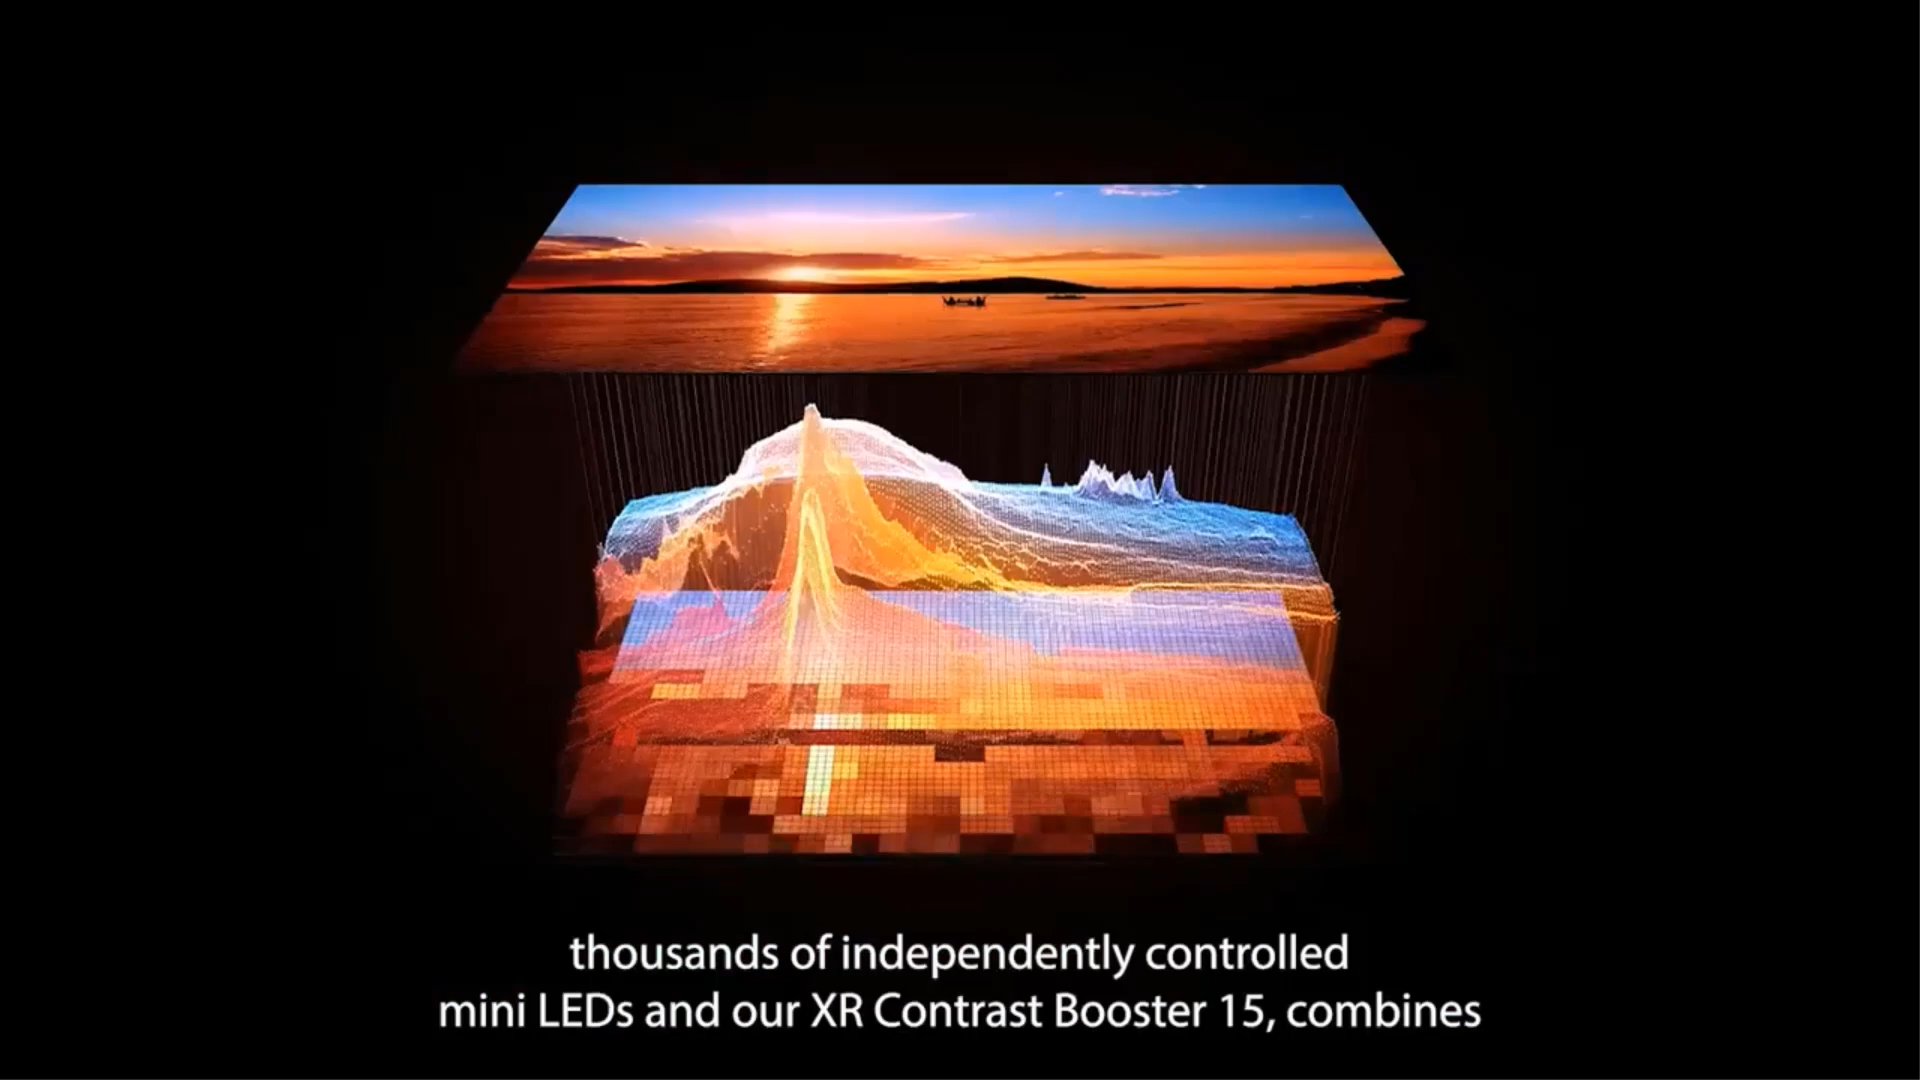 thousands of independently controlled
mini LEDs and our XR Contrast Booster 15, combines